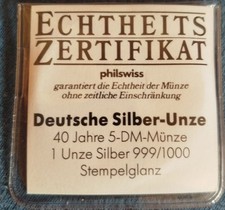 ECHTHEITS
ZERTIFIKAT
philswiss
garantiert die Echtheit der Münze
ohne zeitliche Einschränkung
Deutsche Silber-Unze
40 Jahre 5-DM-Münze
1 Unze Silber 999/1000
Stempelglanz